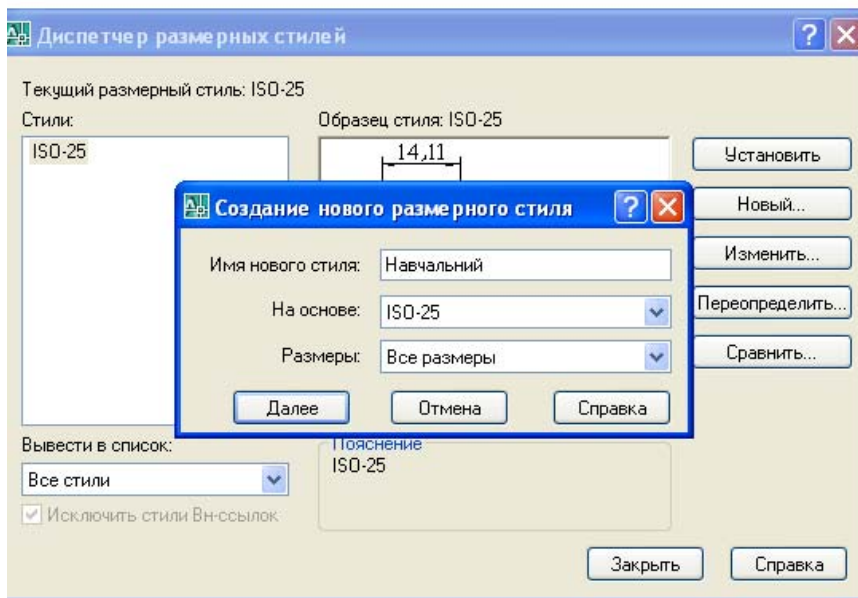 Диспетчер размерных стилей
Текущий размерный стиль: ISO-25
Стили:
Образец стиля: ISO-25
ISO-25
14,11
Установить
Новый...
Изменить...
Переопределить...
Сравнить...
Создание нового размерного стиля
Имя нового стиля: Навчальний
На основе: ISO-25
Размеры: Все размеры
Далее Отмена Справка
Вывести в список:
Все стили
Исключить стили Вн-ссылок
Пояснение
ISO-25
Закрыть Справка